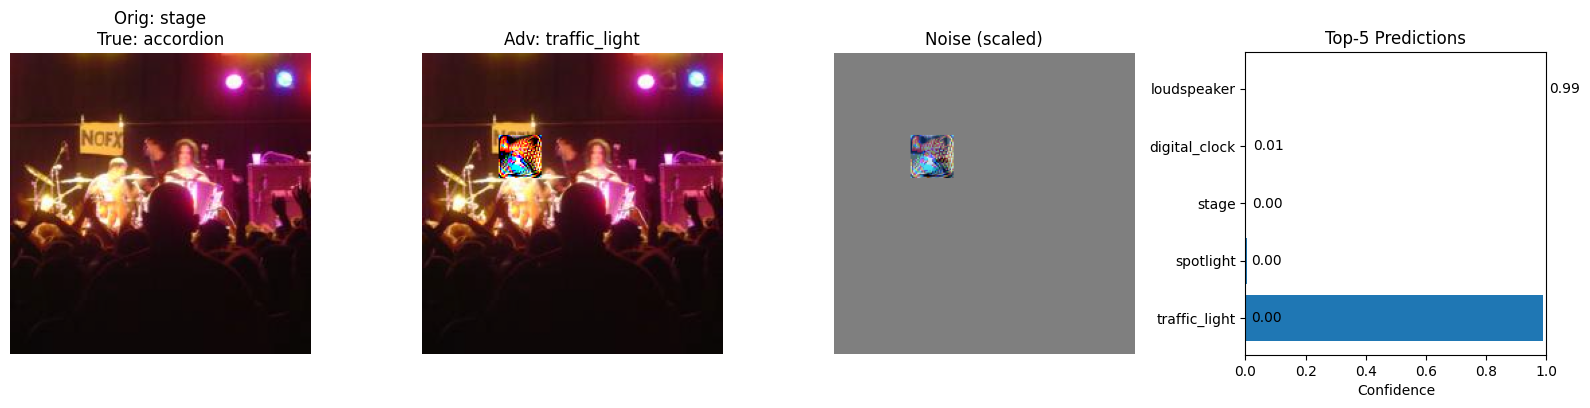 Orig: stage
True: accordion
NOFX
Adv: traffic_light
Noise (scaled)
Top-5 Predictions
loudspeaker
0.99
digital_clock
0.01
stage
0.00
spotlight
0.00
traffic_light
0.00
0.0 0.2 0.4 0.6 0.8 1.0
Confidence